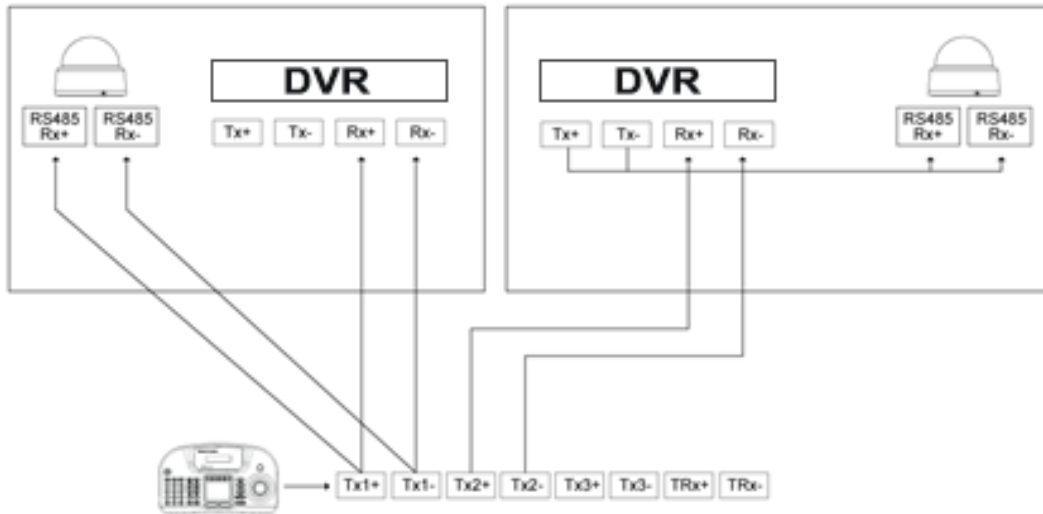 DVR
RS485
Rx+
RS485
Rx-
Tx+
Tx-
Rx+
Rx-
DVR
Tx+
Tx-
Rx+
Rx-
RS485
Rx+
RS485
Rx-
Tx1+
Tx1-
Tx2+
Tx2-
Tx3+
Tx3-
TRx+
TRx-